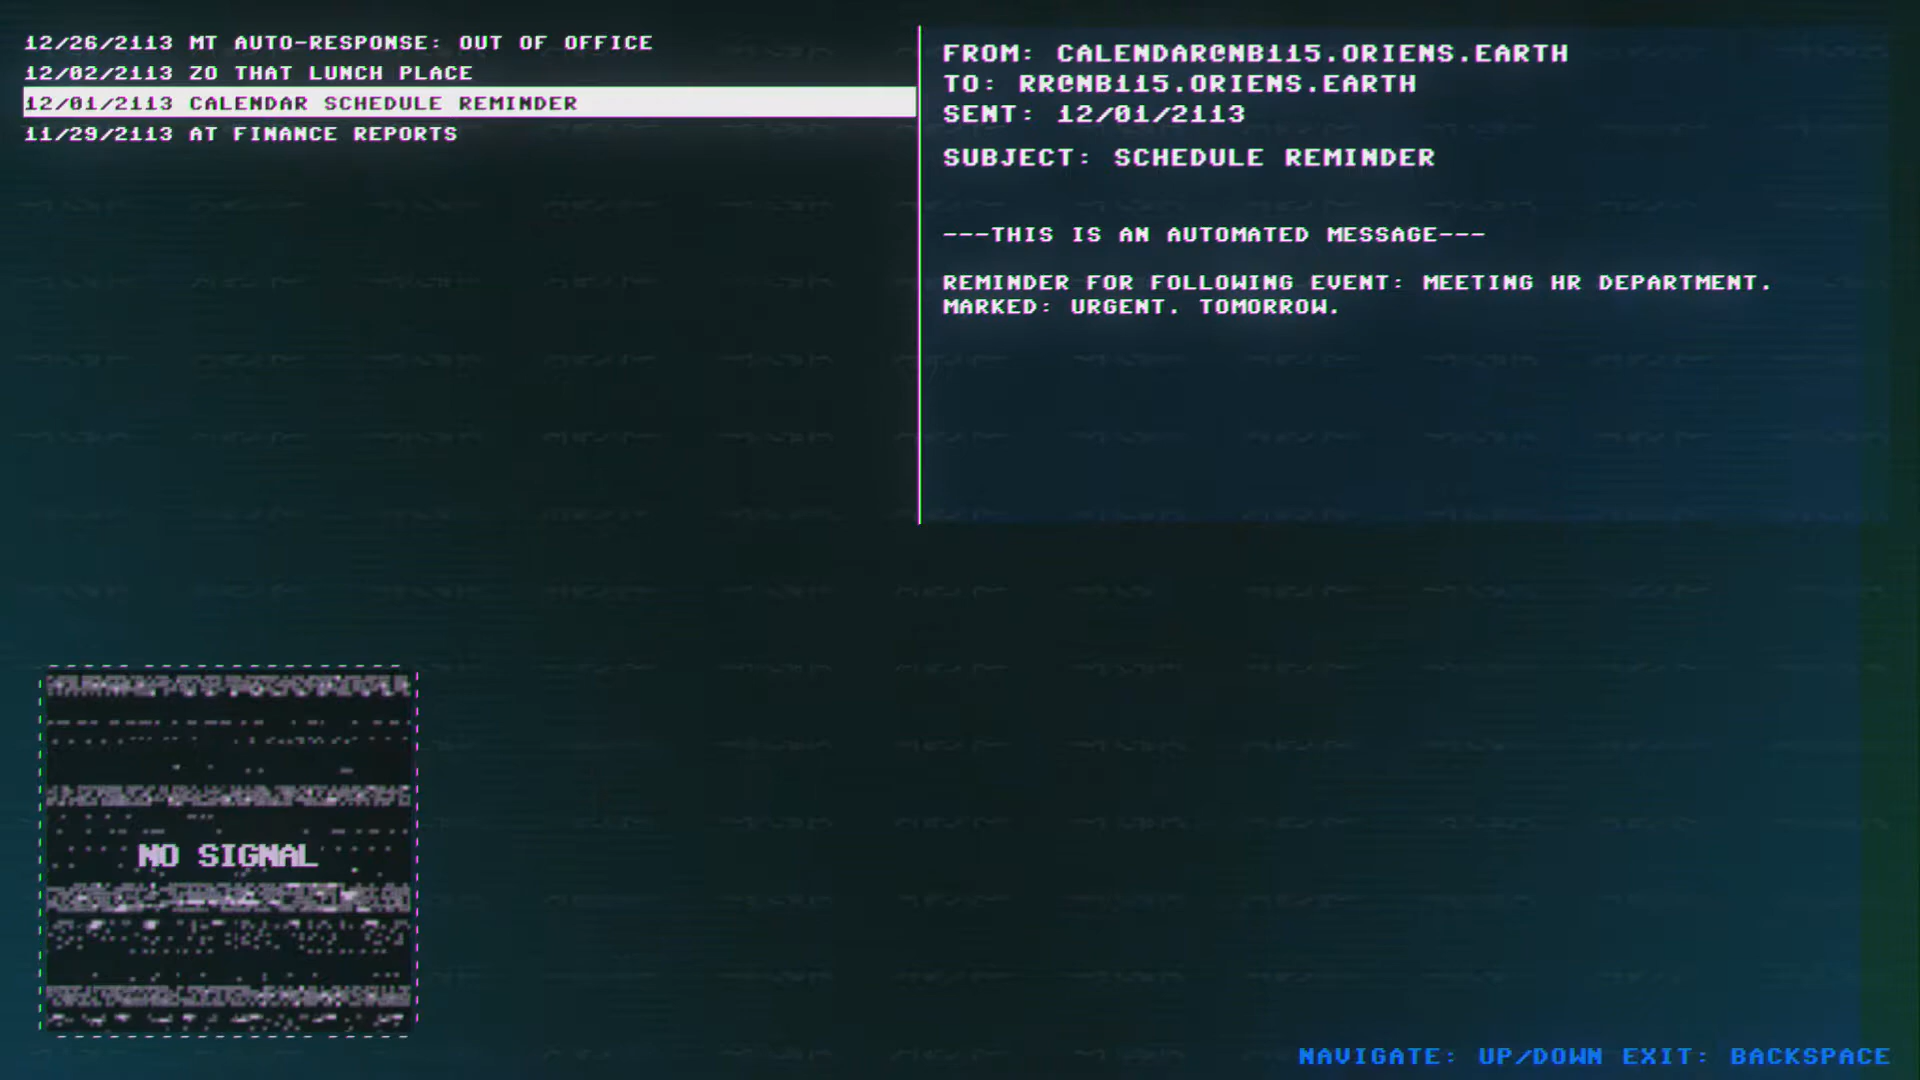 12/26/2113 MT AUTO-RESPONSE: OUT OF OFFICE
12/02/2113 ZO THAT LUNCH PLACE
12/01/2113 CALENDAR SCHEDULE REMINDER
11/29/2113 AT FINANCE REPORTS
FROM: CALENDAR@NB115.ORIENS.EARTH
TO: RR@NB115.ORIENS.EARTH
SENT: 12/01/2113
SUBJECT: SCHEDULE REMINDER
---THIS IS AN AUTOMATED MESSAGE---
REMINDER FOR FOLLOWING EVENT: MEETING HR DEPARTMENT.
MARKED: URGENT. TOMORROW.
NO SIGNAL
NAVIGATE: UP/DOWN EXIT: BACKSPACE